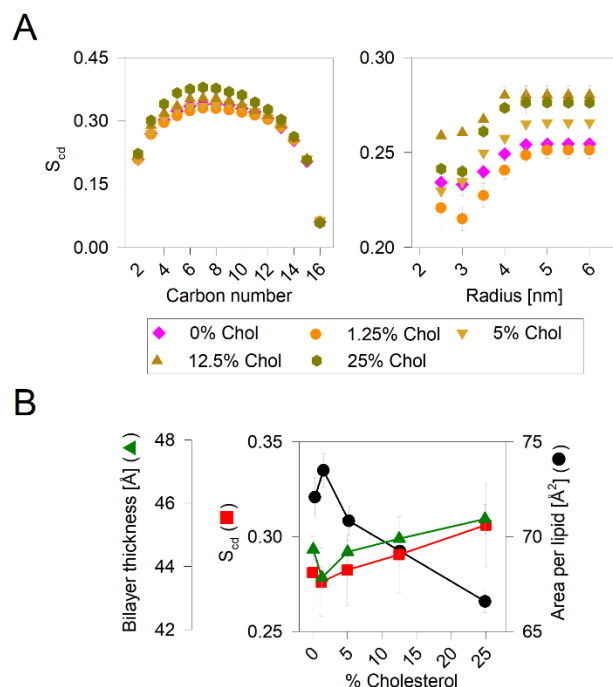 A
0.45
0.30
0.15
0.00
S_cd
2 4 6 8 10 12 14 16
Carbon number
0.30
0.25
0.20
2 3 4 5 6
Radius [nm]
0% Chol
1.25% Chol
5% Chol
12.5% Chol
25% Chol
B
Bilayer thickness [Å] ( )
48
46
44
42
S_cd ( )
0.35
0.30
0.25
75
70
65
Area per lipid [Å²] ( )
0 5 10 15 20 25
% Cholesterol